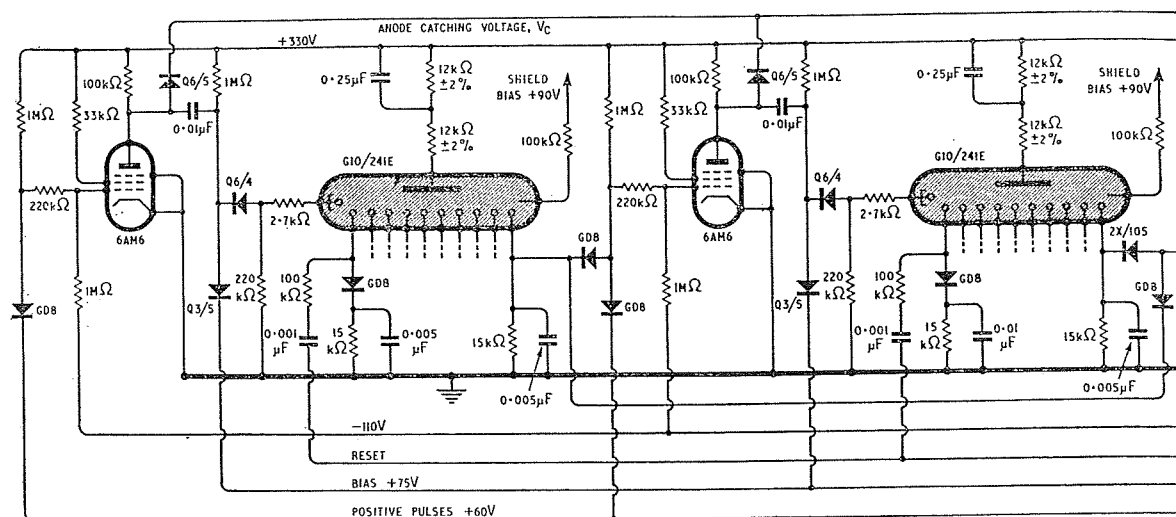 ANODE CATCHING VOLTAGE, VC
+330V
100kΩ
Q6/5
1MΩ
0·25μF
12kΩ
±2%
SHIELD
BIAS +90V
100kΩ
Q6/5
1MΩ
0·25μF
12kΩ
±2%
SHIELD
BIAS +90V
1MΩ
33kΩ
0·01μF
12kΩ
±2%
100kΩ
1MΩ
33kΩ
0·01μF
12kΩ
±2%
100kΩ
G10/241E
G10/241E
220kΩ
6AM6
Q6/4
2·7kΩ
220kΩ
6AM6
Q6/4
2·7kΩ
GD8
1MΩ
Q3/5
220
kΩ
100
kΩ
GD8
0·001
μF
15
kΩ
0·005
μF
15kΩ
0·005μF
GD8
GD8
1MΩ
Q3/5
220
kΩ
100
kΩ
GD8
0·001
μF
15
kΩ
0·01
μF
2X/105
GD8
15kΩ
0·005μF
-110V
RESET
BIAS +75V
POSITIVE PULSES +60V